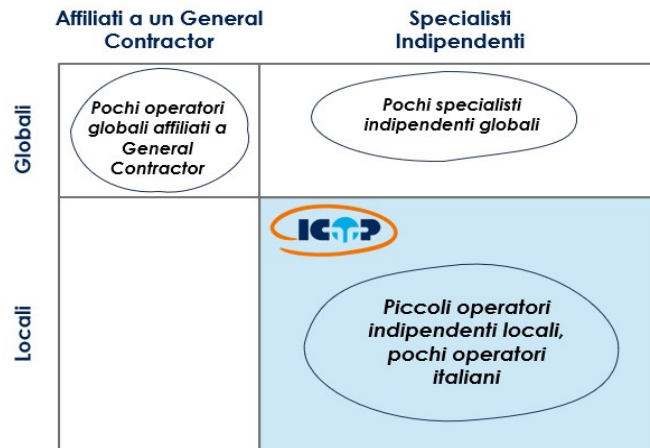 Affiliati a un General
Contractor
Specialisti
Indipendenti
Globali
Pochi operatori
globali affiliati a
General
Contractor
Pochi specialisti
indipendenti globali
Locali
ICOP
Piccoli operatori
indipendenti locali,
pochi operatori
italiani